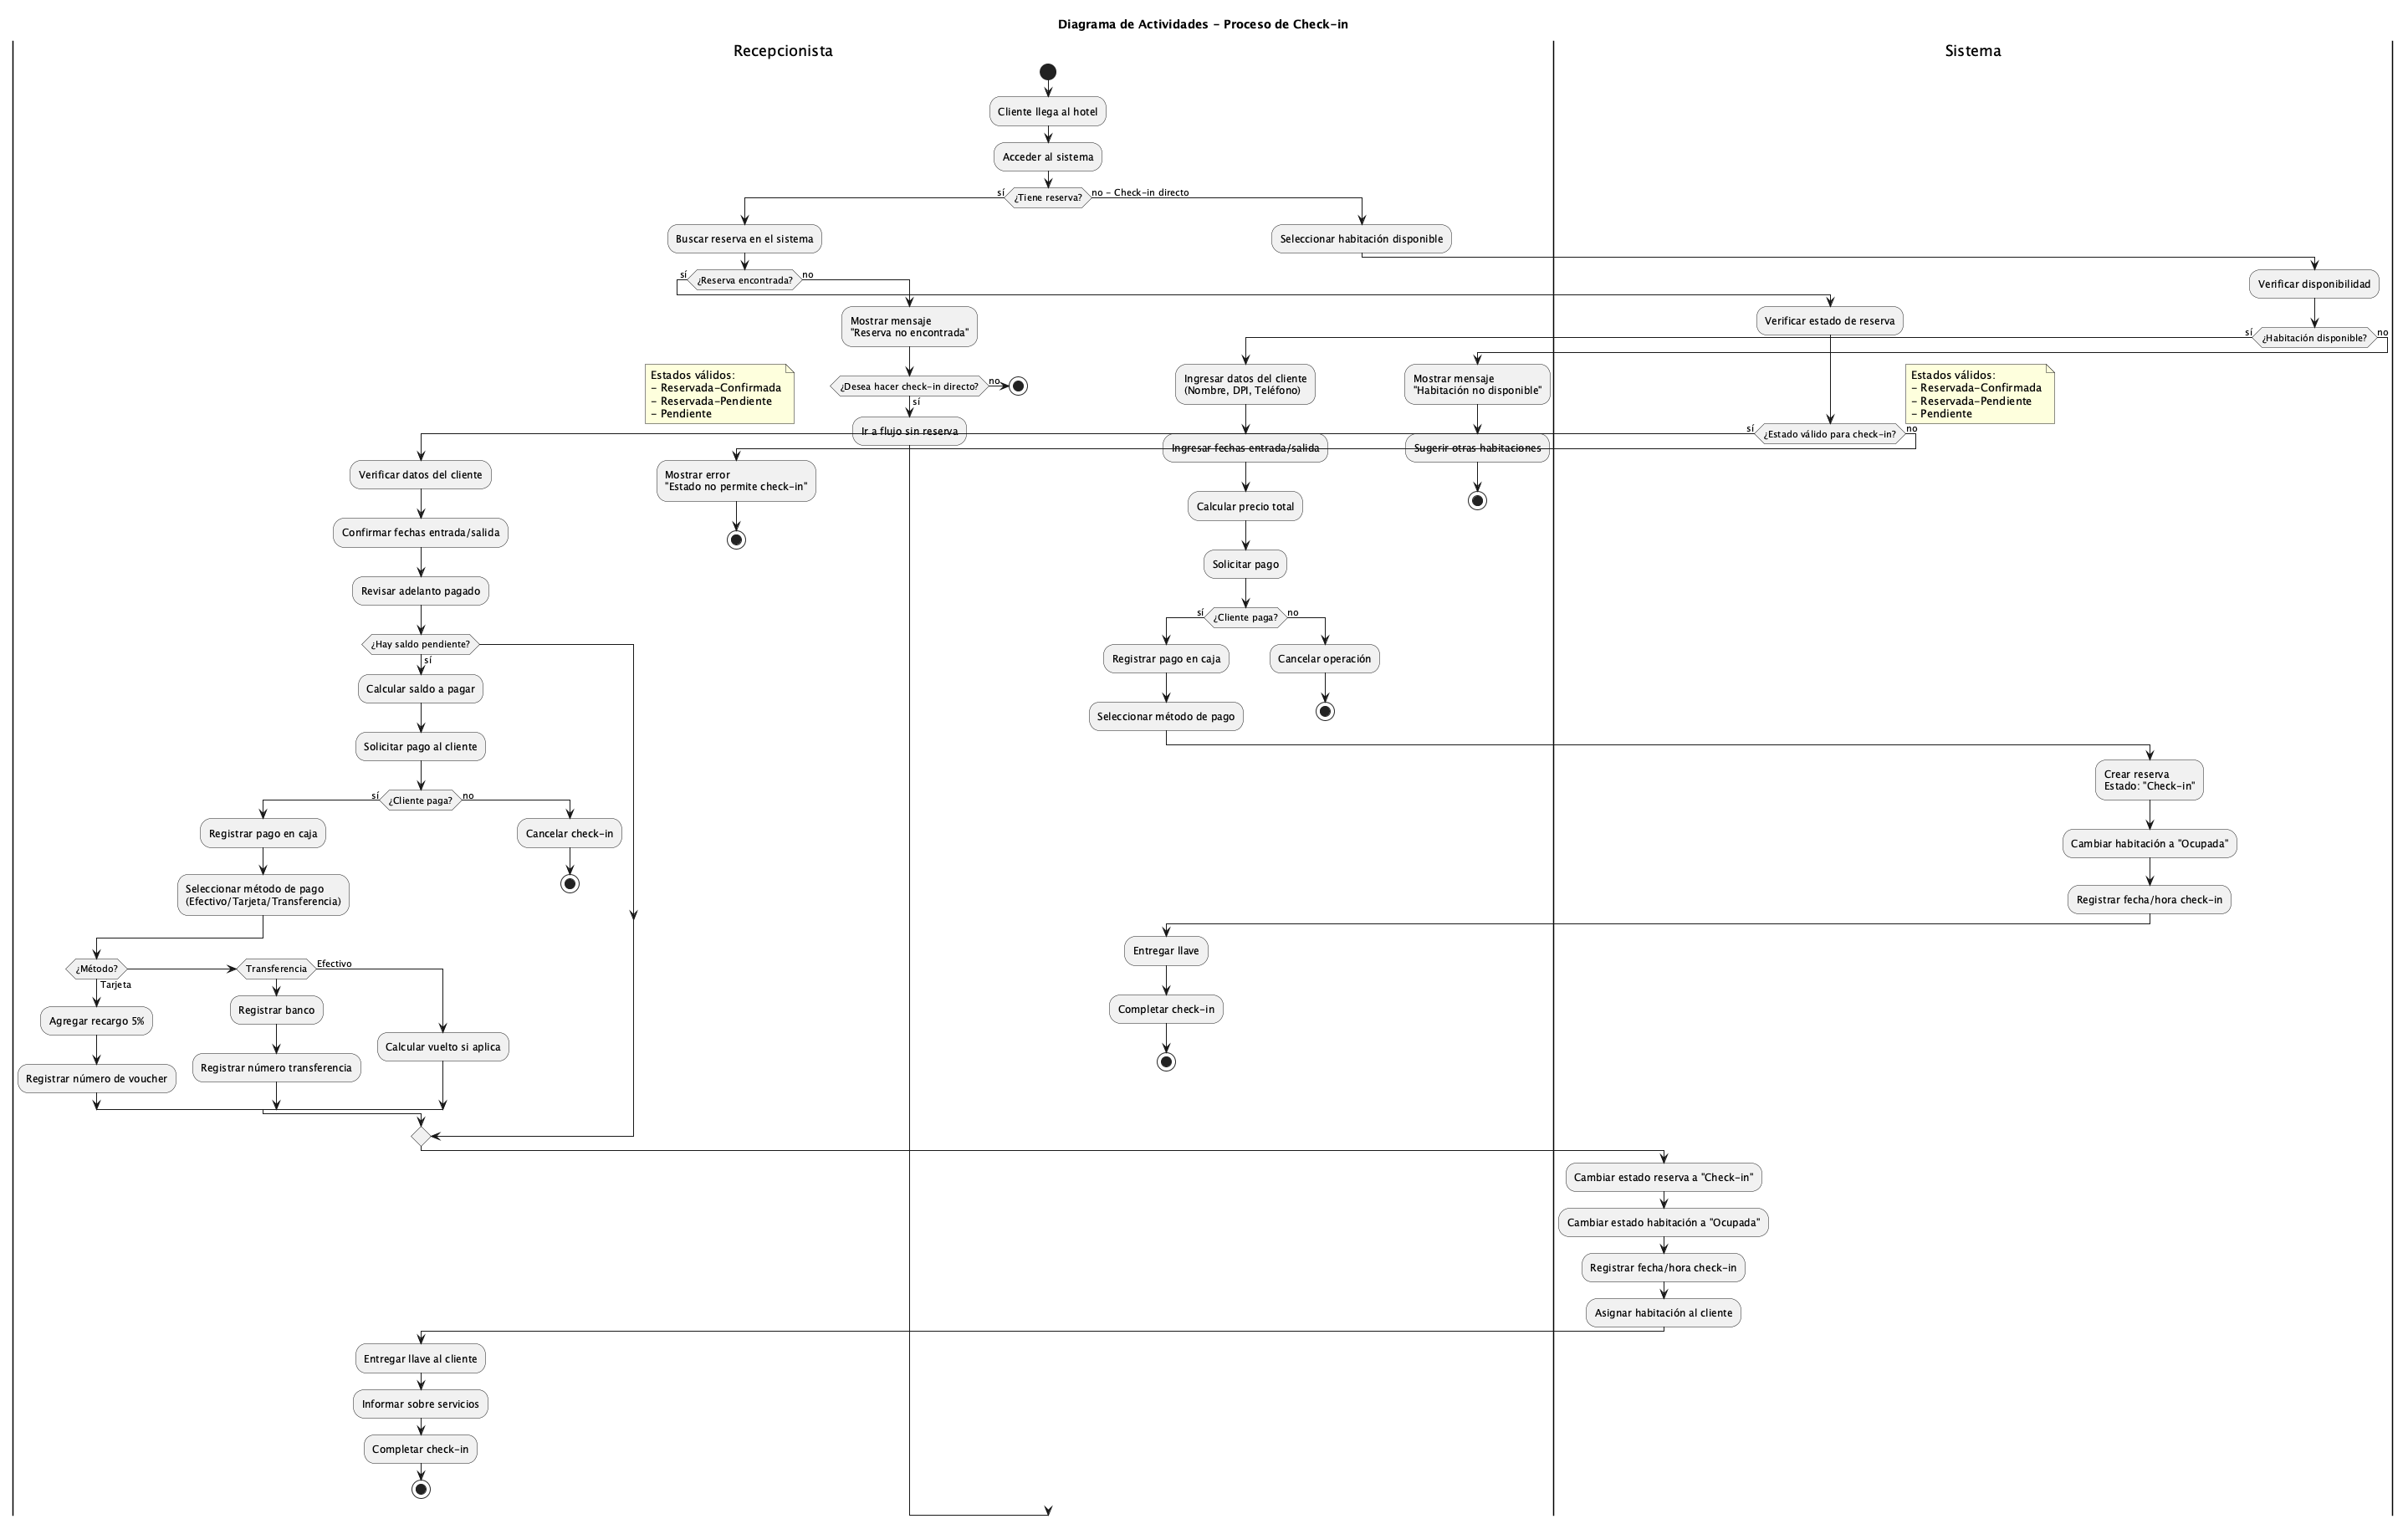 Diagrama de Actividades - Proceso de Check-in
Recepcionista
Sistema
Cliente llega al hotel
Acceder al sistema
sí
¿Tiene reserva?
no - Check-in directo
Buscar reserva en el sistema
Seleccionar habitación disponible
sí
¿Reserva encontrada?
no
Verificar disponibilidad
Mostrar mensaje
"Reserva no encontrada"
Verificar estado de reserva
sí
¿Habitación disponible?
no
Estados válidos:
- Reservada-Confirmada
- Reservada-Pendiente
- Pendiente
¿Desea hacer check-in directo?
no
sí
Ingresar datos del cliente
(Nombre, DPI, Teléfono)
Mostrar mensaje
"Habitación no disponible"
Estados válidos:
- Reservada-Confirmada
- Reservada-Pendiente
- Pendiente
Ir a flujo sin reserva
Ingresar fechas entrada/salida
Sugerir otras habitaciones
sí
¿Estado válido para check-in?
no
Verificar datos del cliente
Mostrar error
"Estado no permite check-in"
Confirmar fechas entrada/salida
Calcular precio total
Revisar adelanto pagado
Solicitar pago
¿Hay saldo pendiente?
sí
sí
¿Cliente paga?
no
Calcular saldo a pagar
Registrar pago en caja
Cancelar operación
Solicitar pago al cliente
Seleccionar método de pago
sí
¿Cliente paga?
no
Crear reserva
Estado: "Check-in"
Registrar pago en caja
Cancelar check-in
Cambiar habitación a "Ocupada"
Seleccionar método de pago
(Efectivo/Tarjeta/Transferencia)
Registrar fecha/hora check-in
Entregar llave
¿Método?
Tarjeta
Transferencia
Efectivo
Agregar recargo 5%
Registrar banco
Completar check-in
Calcular vuelto si aplica
Registrar número de voucher
Registrar número transferencia
Cambiar estado reserva a "Check-in"
Cambiar estado habitación a "Ocupada"
Registrar fecha/hora check-in
Asignar habitación al cliente
Entregar llave al cliente
Informar sobre servicios
Completar check-in